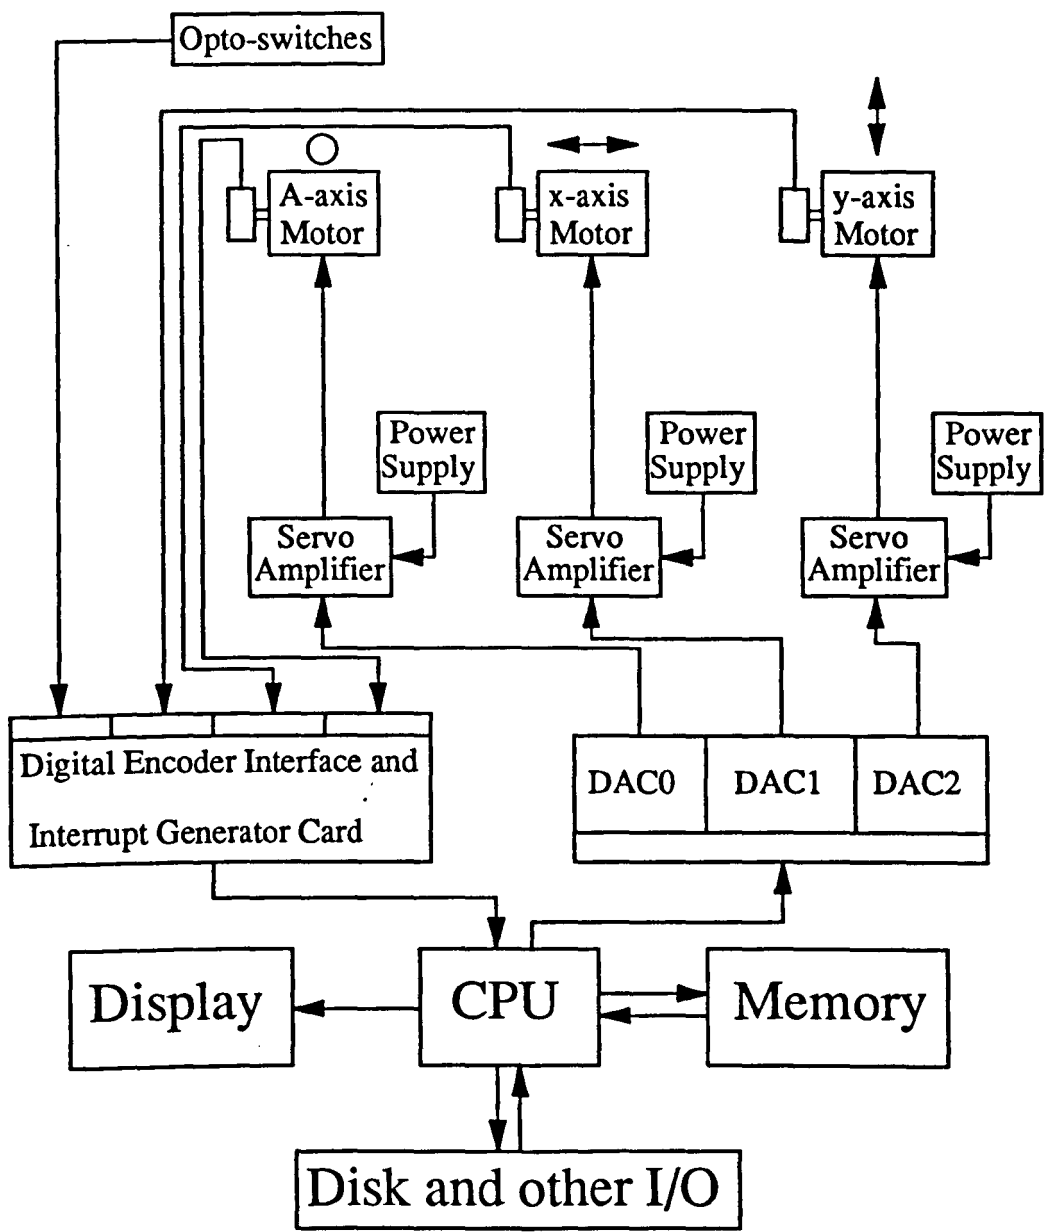 Opto-switches
A-axis
Motor
x-axis
Motor
y-axis
Motor
Power
Supply
Power
Supply
Power
Supply
Servo
Amplifier
Servo
Amplifier
Servo
Amplifier
Digital Encoder Interface and
Interrupt Generator Card
DAC0
DAC1
DAC2
Display
CPU
Memory
Disk and other I/O